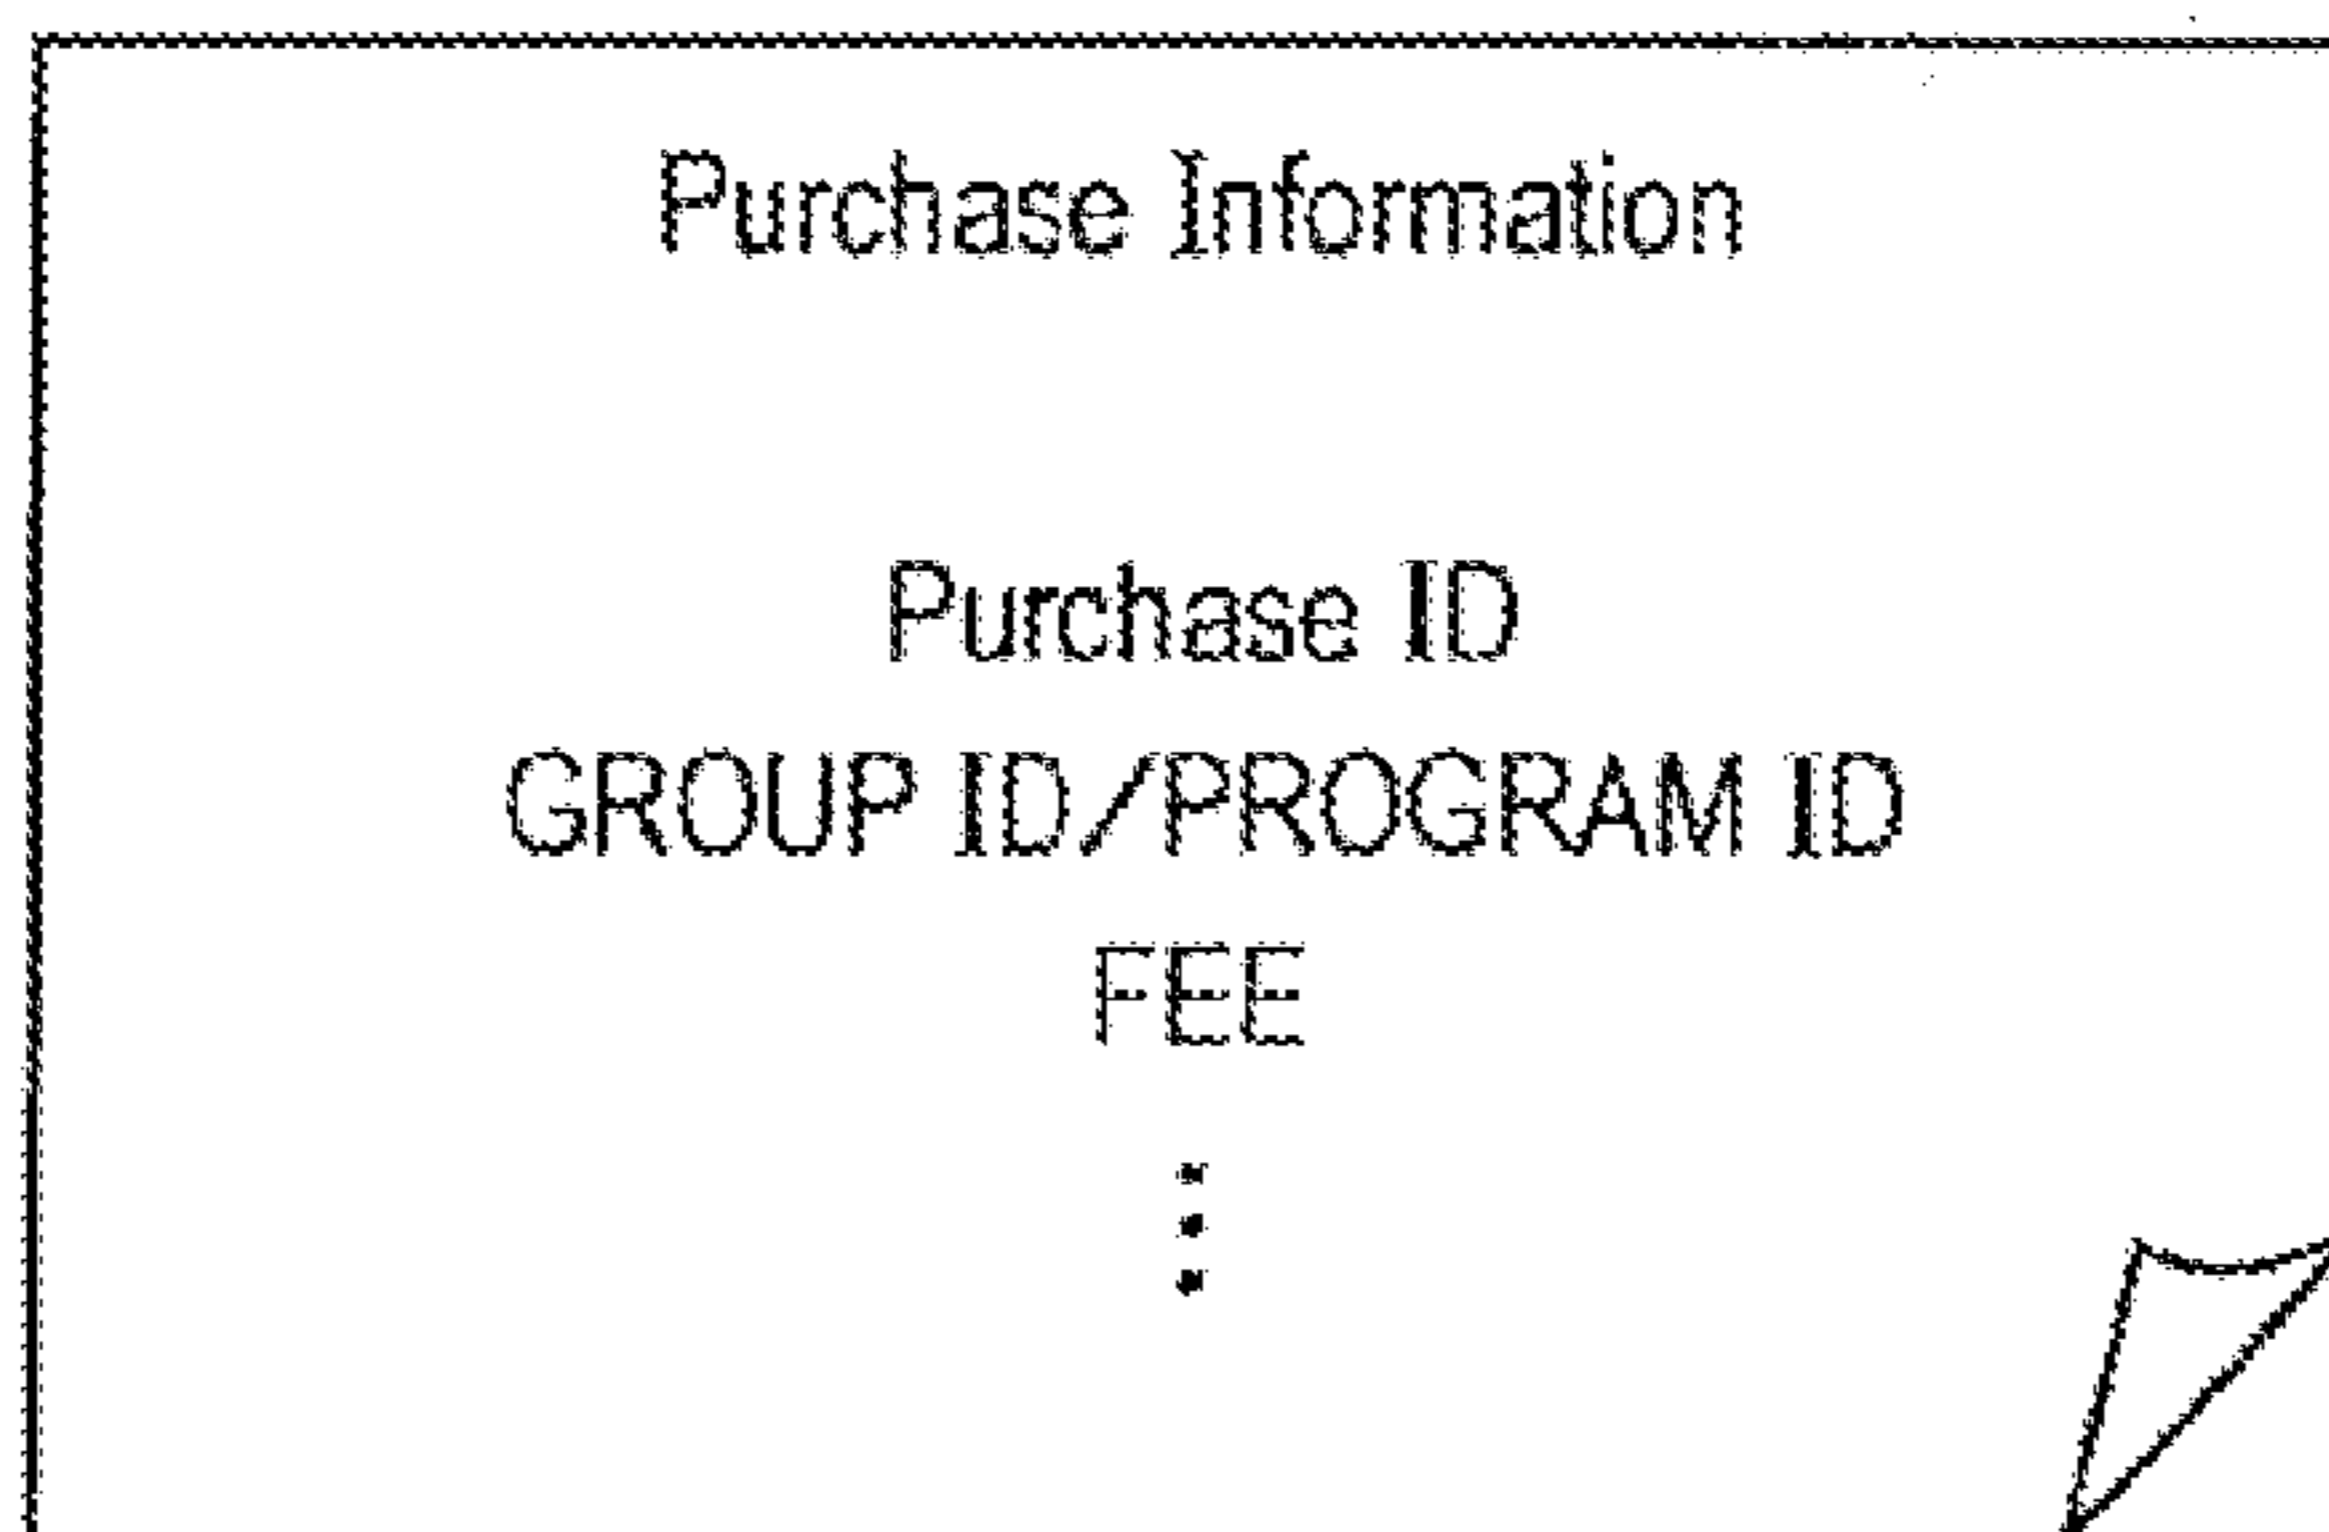 Purchase Information
Purchase ID
GROUP ID/PROGRAM ID
FEE